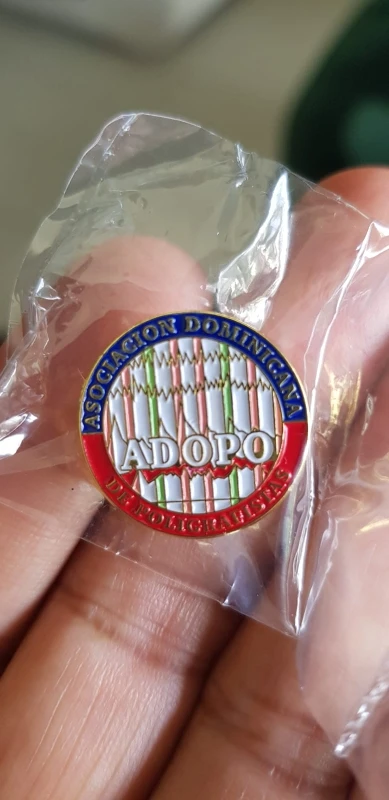 ASOCIACION DOMINICANA
ADOPO
DE POLIGRAFISTAS